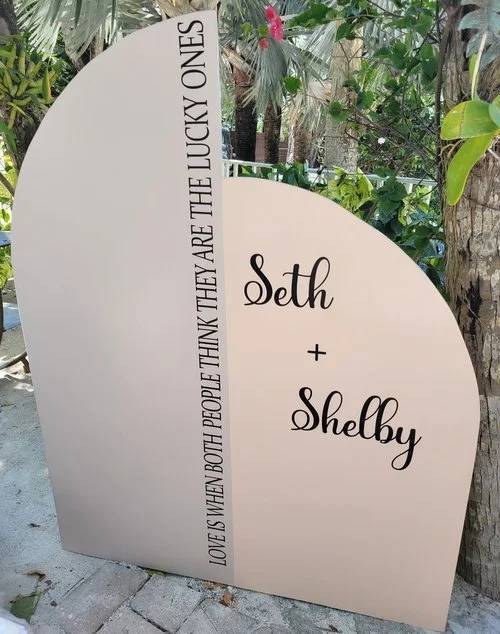 LOVE IS WHEN BOTH PEOPLE THINK THEY ARE THE LUCKY ONES
Seth
+
Shelby